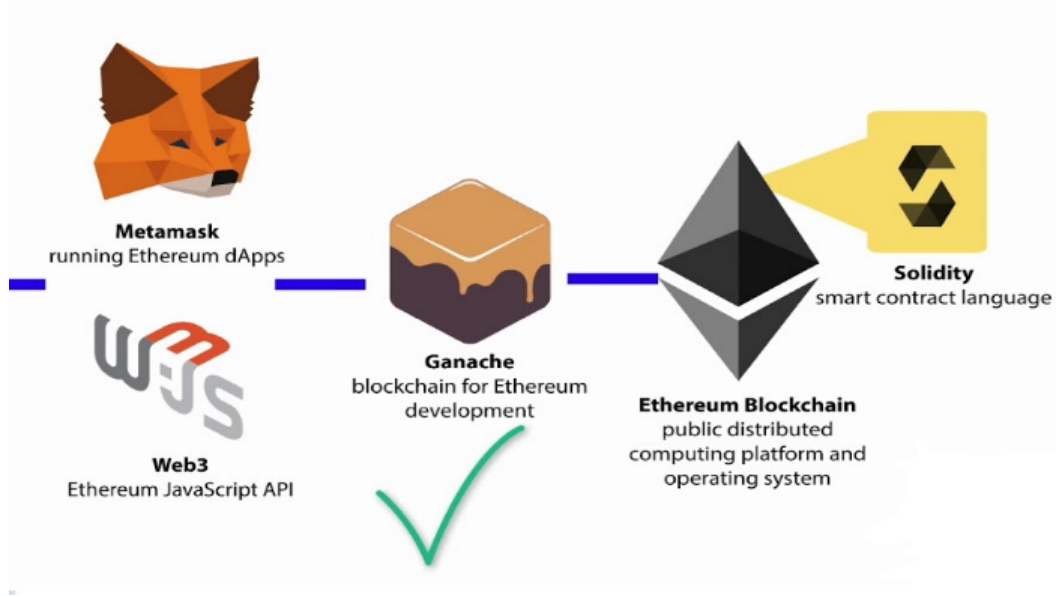 Metamask
running Ethereum dApps
W3JS
Web3
Ethereum JavaScript API
Ganache
blockchain for Ethereum
development
Ethereum Blockchain
public distributed
computing platform and
operating system
Solidity
smart contract language